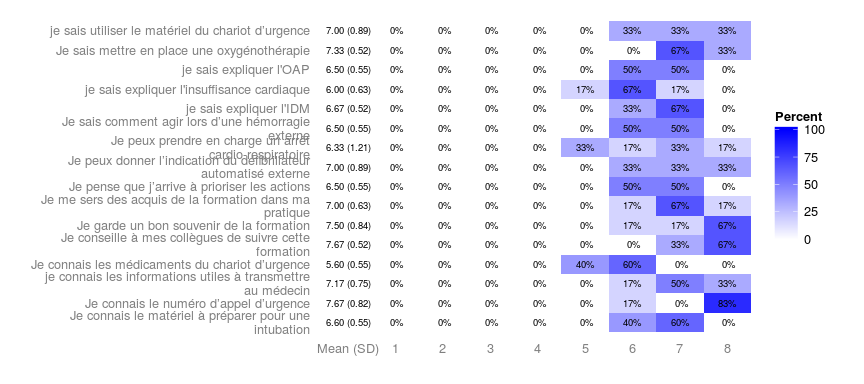 je sais utiliser le matériel du chariot d'urgence 7.00 (0.89) 0% 0% 0% 0% 0% 33% 33% 33%
Je sais mettre en place une oxygénothérapie 7.33 (0.52) 0% 0% 0% 0% 0% 0% 67% 33%
je sais expliquer l'OAP 6.50 (0.55) 0% 0% 0% 0% 0% 50% 50% 0%
je sais expliquer l'insuffisance cardiaque 6.00 (0.63) 0% 0% 0% 0% 17% 67% 17% 0%
je sais expliquer l'IDM 6.67 (0.52) 0% 0% 0% 0% 0% 33% 67% 0%
Je sais comment agir lors d'une hémorragie
externe 6.50 (0.55) 0% 0% 0% 0% 0% 50% 50% 0%
Je peux prendre en charge un arrêt
cardio-respiratoire 6.33 (1.21) 0% 0% 0% 0% 33% 17% 33% 17%
Je peux donner l'indication du défibrillateur
automatisé externe 7.00 (0.89) 0% 0% 0% 0% 0% 33% 33% 33%
Je pense que j'arrive à prioriser les actions 6.50 (0.55) 0% 0% 0% 0% 0% 50% 50% 0%
Je me sers des acquis de la formation dans ma
pratique 7.00 (0.63) 0% 0% 0% 0% 0% 17% 67% 17%
Je garde un bon souvenir de la formation 7.50 (0.84) 0% 0% 0% 0% 0% 17% 17% 67%
Je conseille à mes collègues de suivre cette
formation 7.67 (0.52) 0% 0% 0% 0% 0% 0% 33% 67%
Je connais les médicaments du chariot d'urgence 5.60 (0.55) 0% 0% 0% 0% 40% 60% 0% 0%
je connais les informations utiles à transmettre
au médecin 7.17 (0.75) 0% 0% 0% 0% 0% 17% 50% 33%
Je connais le numéro d'appel d'urgence 7.67 (0.82) 0% 0% 0% 0% 0% 17% 0% 83%
Je connais le matériel à préparer pour une
intubation 6.60 (0.55) 0% 0% 0% 0% 0% 40% 60% 0%
Mean (SD) 1 2 3 4 5 6 7 8
Percent
100
75
50
25
0